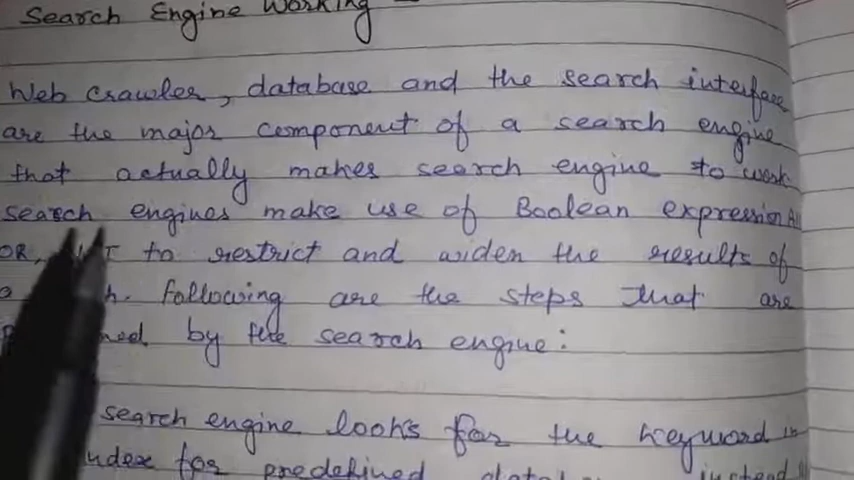 Search Engine Working
Web crawler, database and the search interface
are the major component of a search engine
that actually makes search engine to work.
search engines make use of Boolean expression
OR, to restrict and widen the results of
following are the steps that are
by the search engine:
search engine looks for the keyword in
index for predefined instead